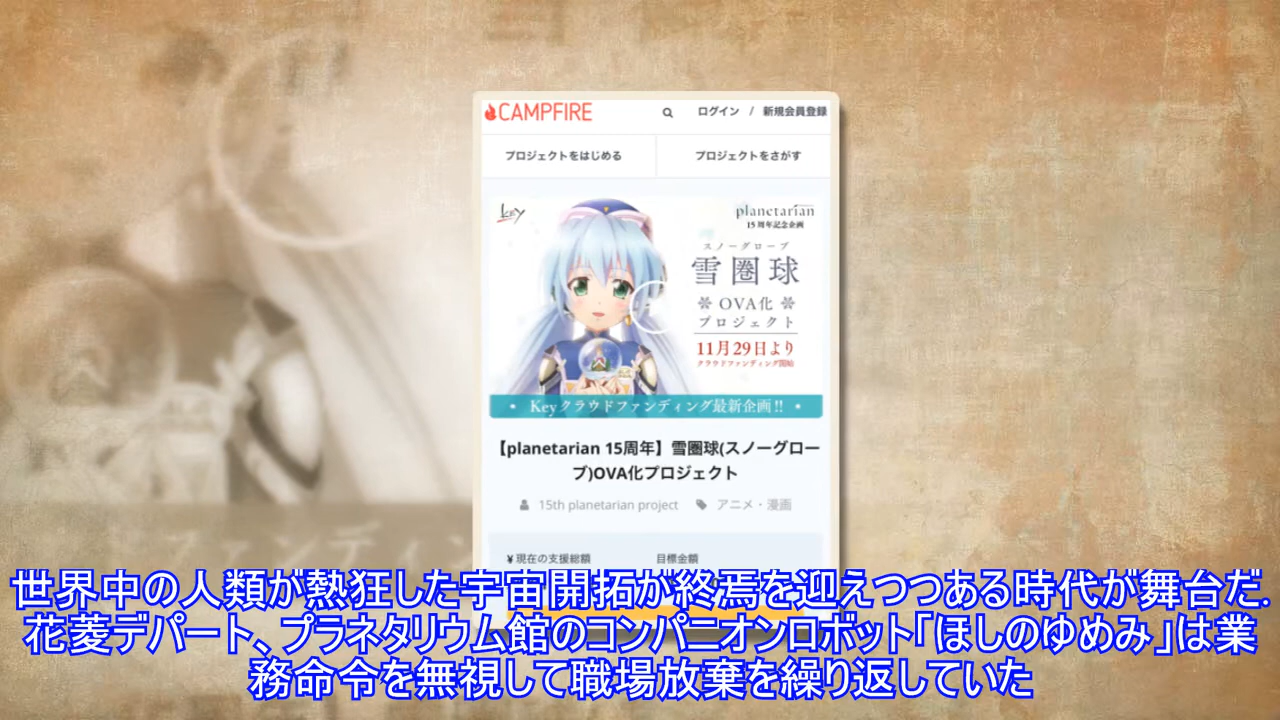 CAMPFIRE
ログイン / 新規会員登録
プロジェクトをはじめる
プロジェクトをさがす
key
planetarian
15周年記念企画
スノーグローブ
雪圏球
OVA化
プロジェクト
11月29日より
クラウドファンディング開始
Keyクラウドファンディング最新企画!!
【planetarian 15周年】雪圏球(スノーグロー
ブ)OVA化プロジェクト
15th planetarian project
アニメ・漫画
¥現在の支援総額
目標金額
世界中の人類が熱狂した宇宙開拓が終焉を迎えつつある時代が舞台だ.
花菱デパート、プラネタリウム館のコンパニオンロボット「ほしのゆめみ」は業
務命令を無視して職場放棄を繰り返していた